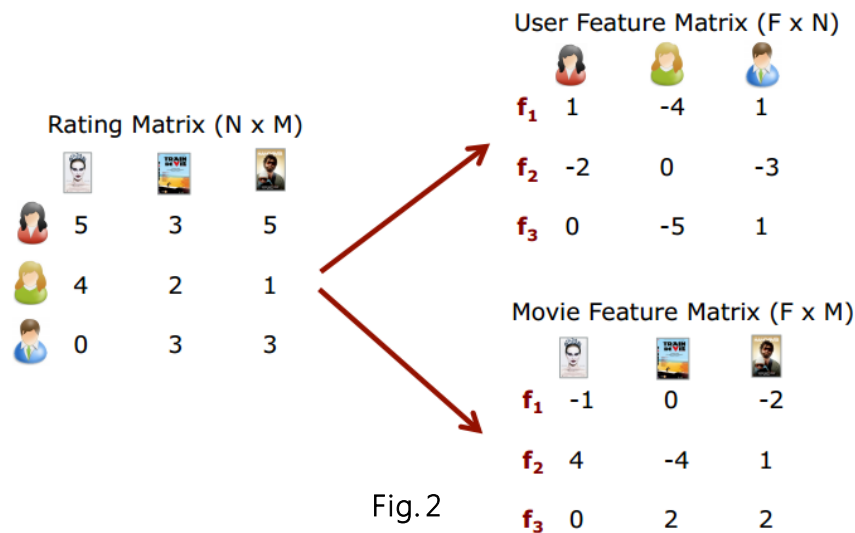 User Feature Matrix (F x N)
f1 1 -4 1
f2 -2 0 -3
f3 0 -5 1
Rating Matrix (N x M)
5 3 5
4 2 1
0 3 3
Movie Feature Matrix (F x M)
f1 -1 0 -2
f2 4 -4 1
f3 0 2 2
Fig. 2